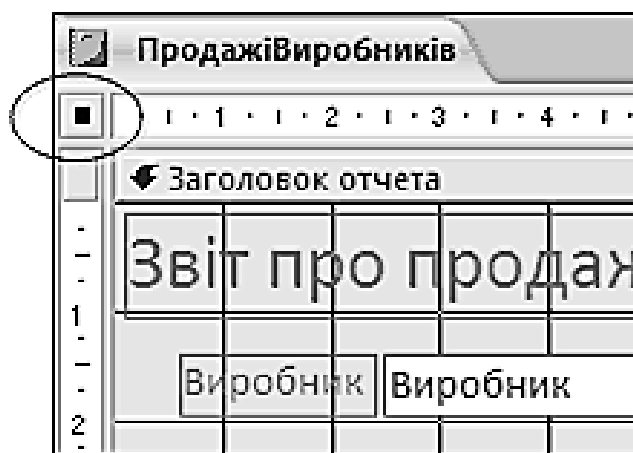 ПродажіВиробників
1 2 3 4
Заголовок отчета
Звіт про продаж
1
Виробник Виробник
2